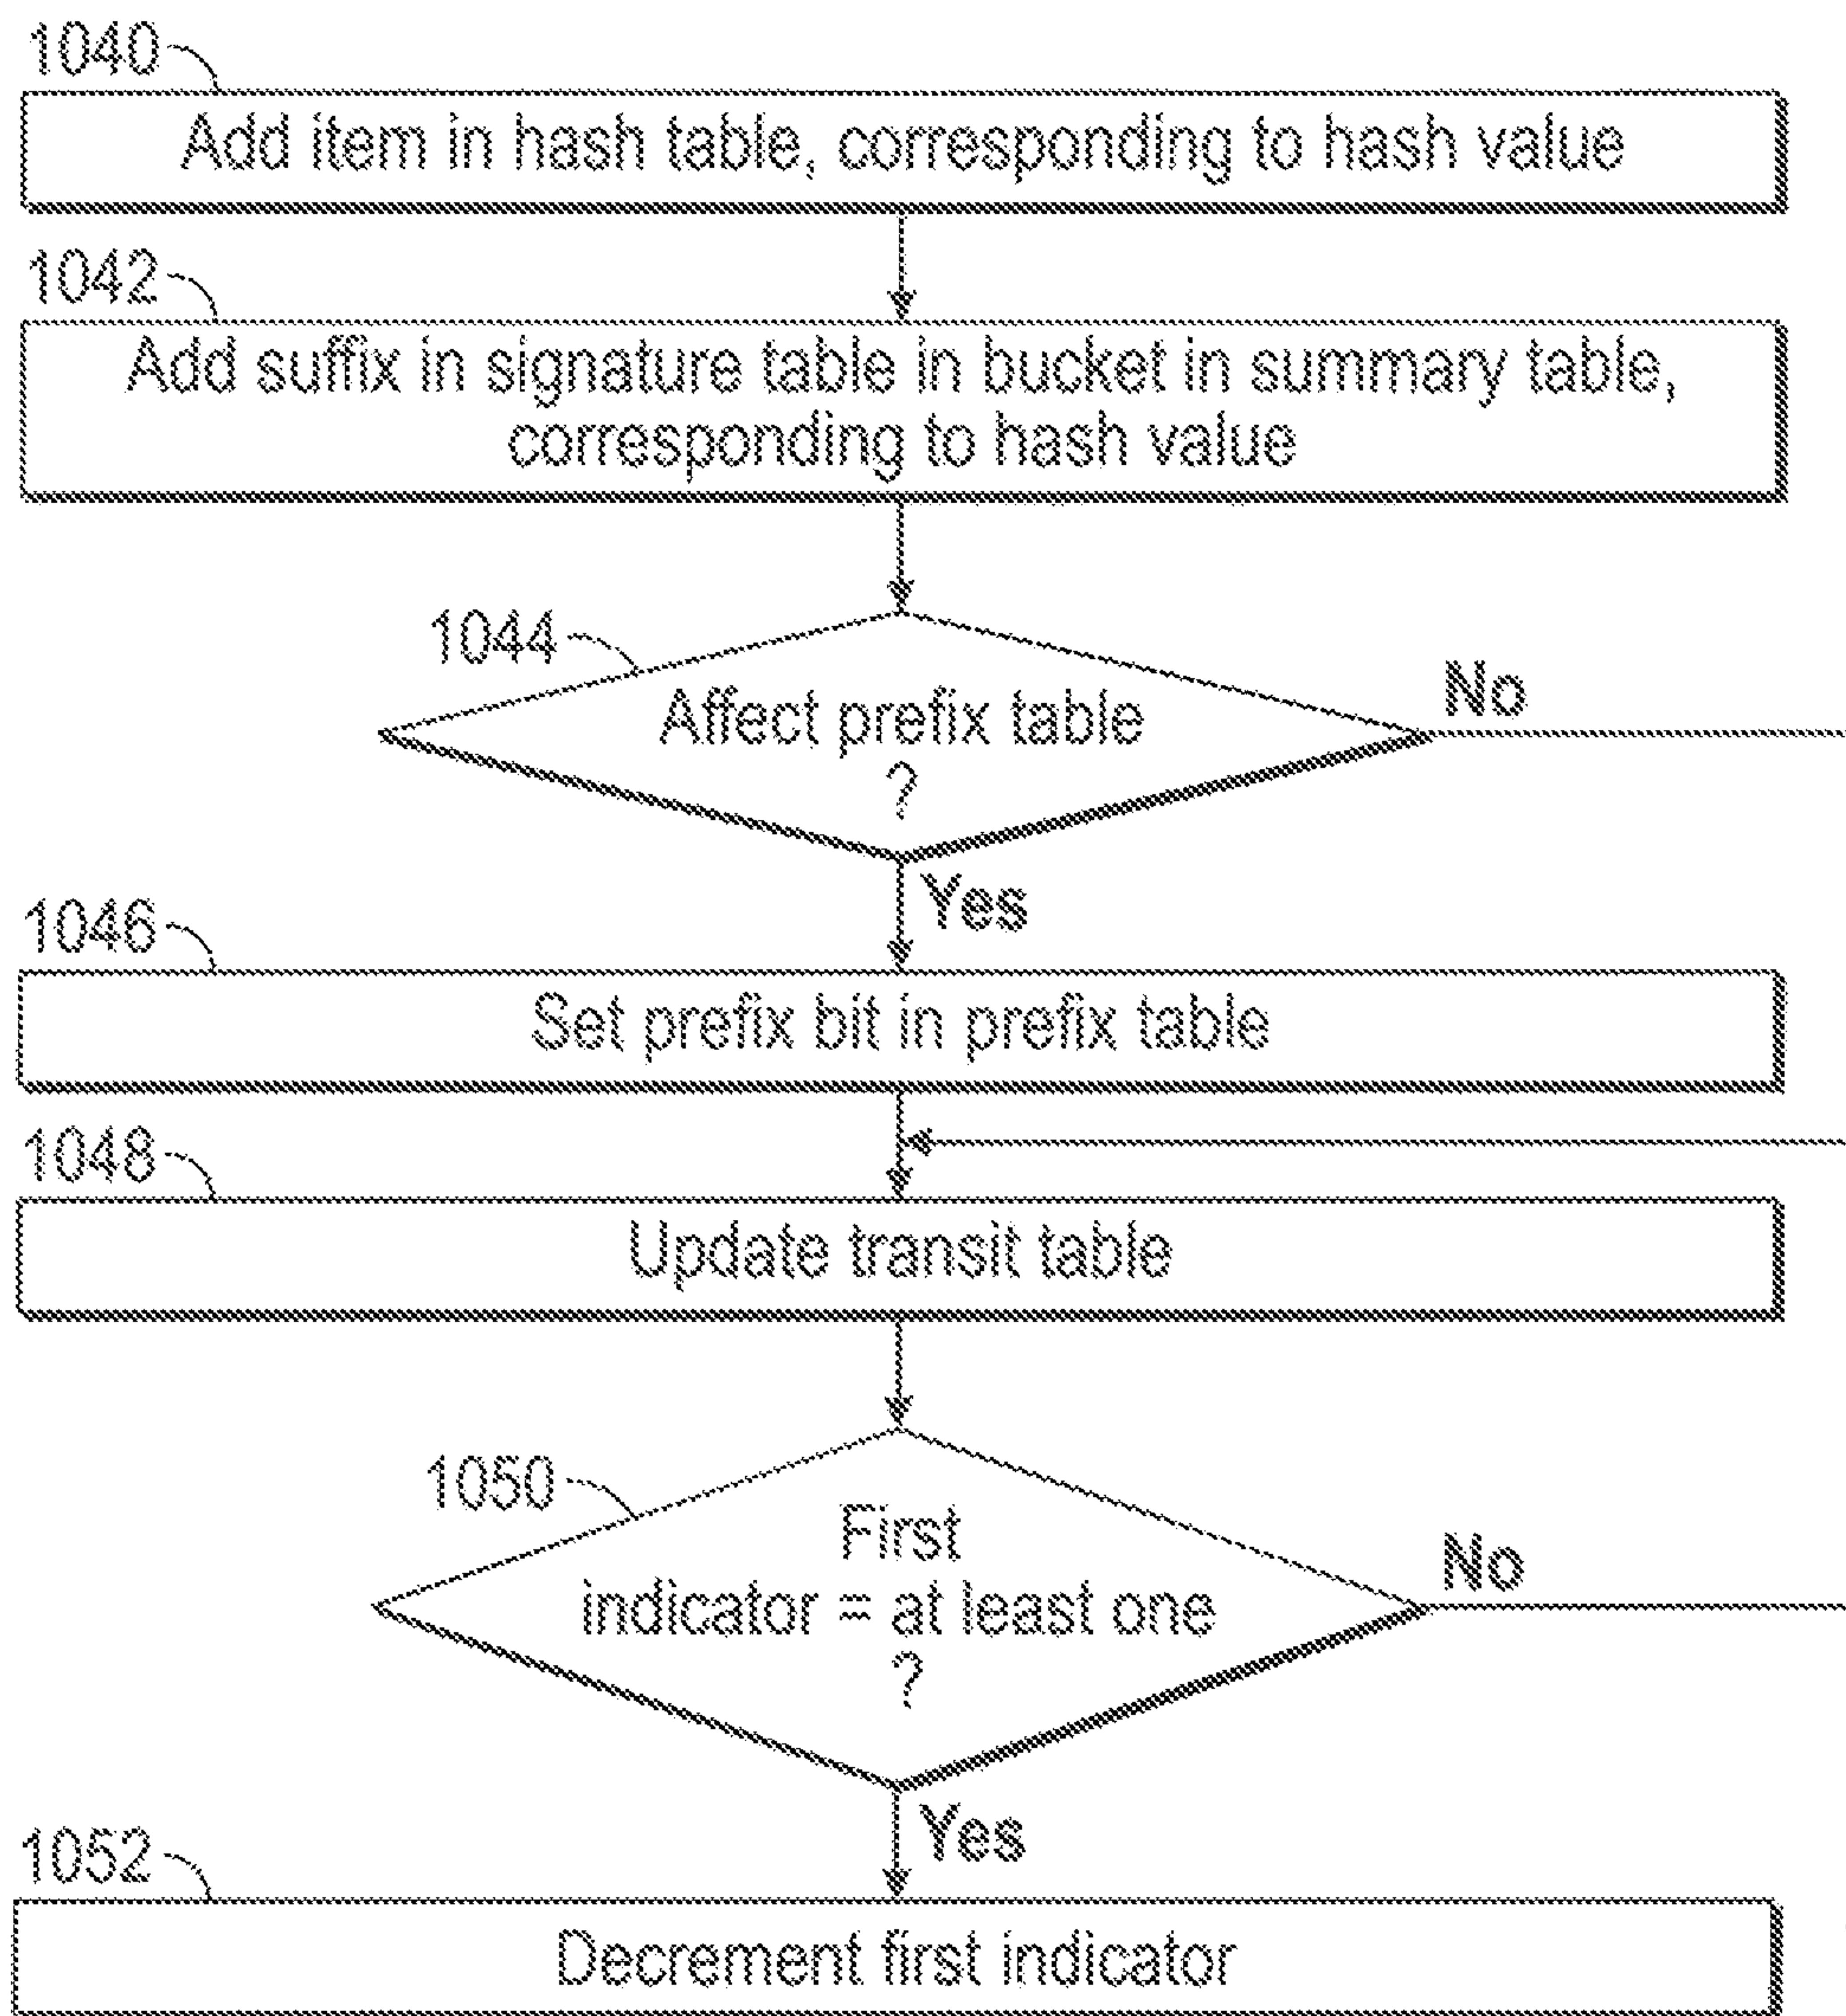 1040
Add item in hash table, corresponding to hash value
1042
Add suffix in signature table in bucket in summary table,
corresponding to hash value
1044
Affect prefix table
?
No
Yes
1046
Set prefix bit in prefix table
1048
Update transit table
1050
First
indicator = at least one
?
No
Yes
1052
Decrement first indicator